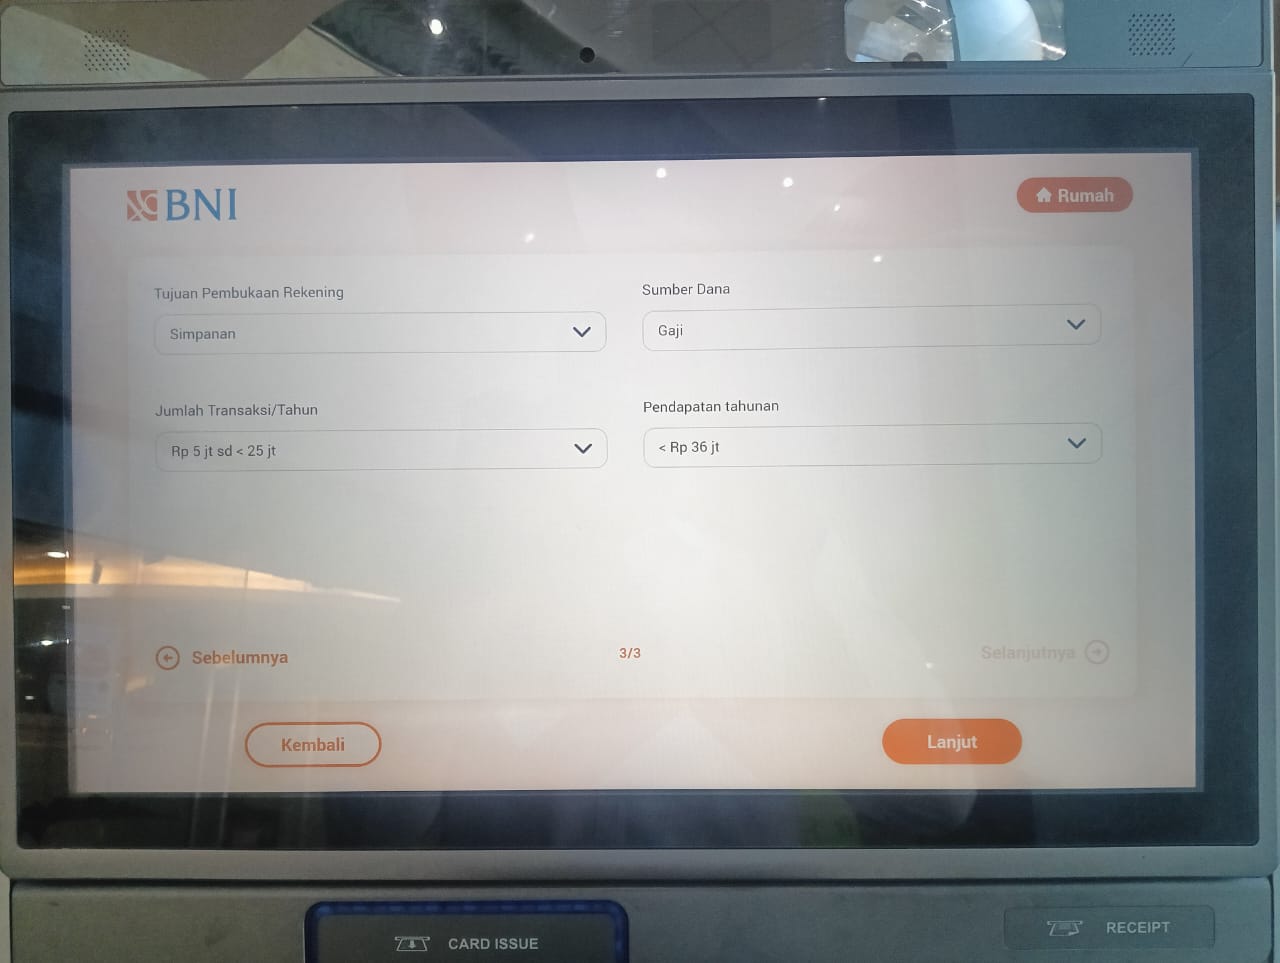 BNI
Rumah
Tujuan Pembukaan Rekening
Simpanan
Sumber Dana
Gaji
Jumlah Transaksi/Tahun
Rp 5 jt sd < 25 jt
Pendapatan tahunan
< Rp 36 jt
Sebelumnya
3/3
Selanjutnya
Kembali
Lanjut
CARD ISSUE
RECEIPT